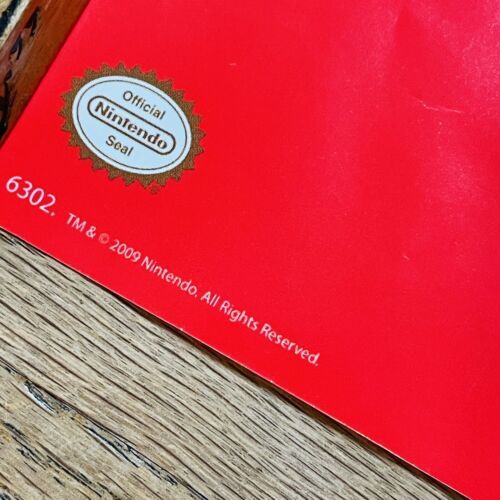 Official
Nintendo
Seal
6302. TM & © 2009 Nintendo. All Rights Reserved.